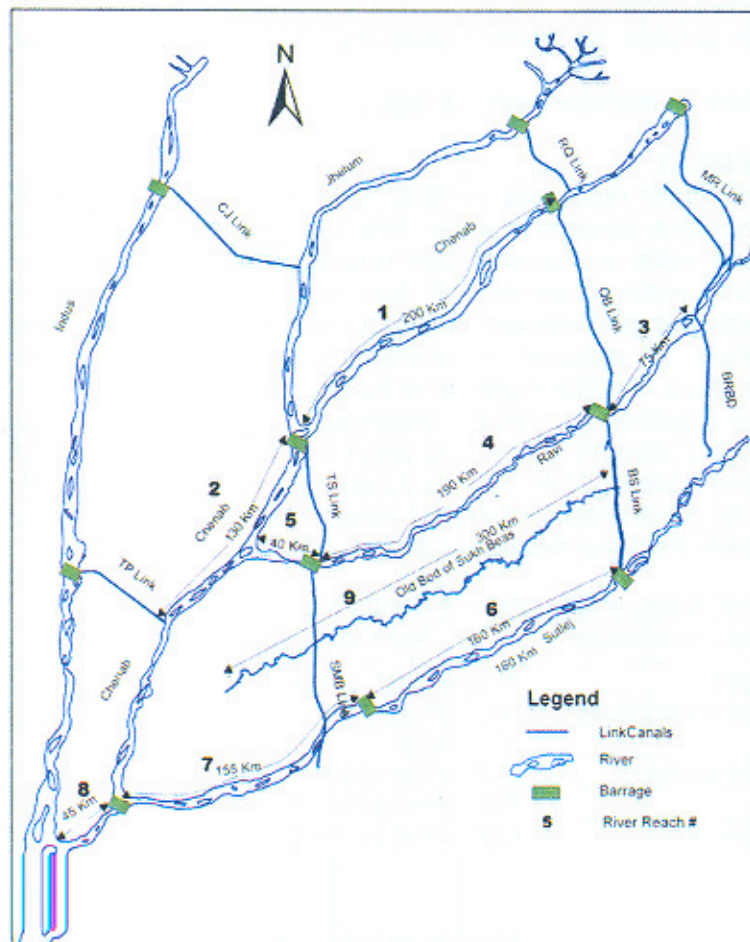 N
Jhelum
RQ Link
MR Link
CJ Link
Chenab
Indus
1
200 Km
QB Link
3
75 Km
BRBD
4
2
Ravi
190 Km
TS Link
BS Link
Chenab
130 Km
5
40 Km
300 Km
Old Bed of Sukh Beas
TP Link
9
6
160 Km
160 Km Sutlej
Chenab
SMB Link
7
155 Km
8
45 Km
Legend
LinkCanals
River
Barrage
5 River Reach #